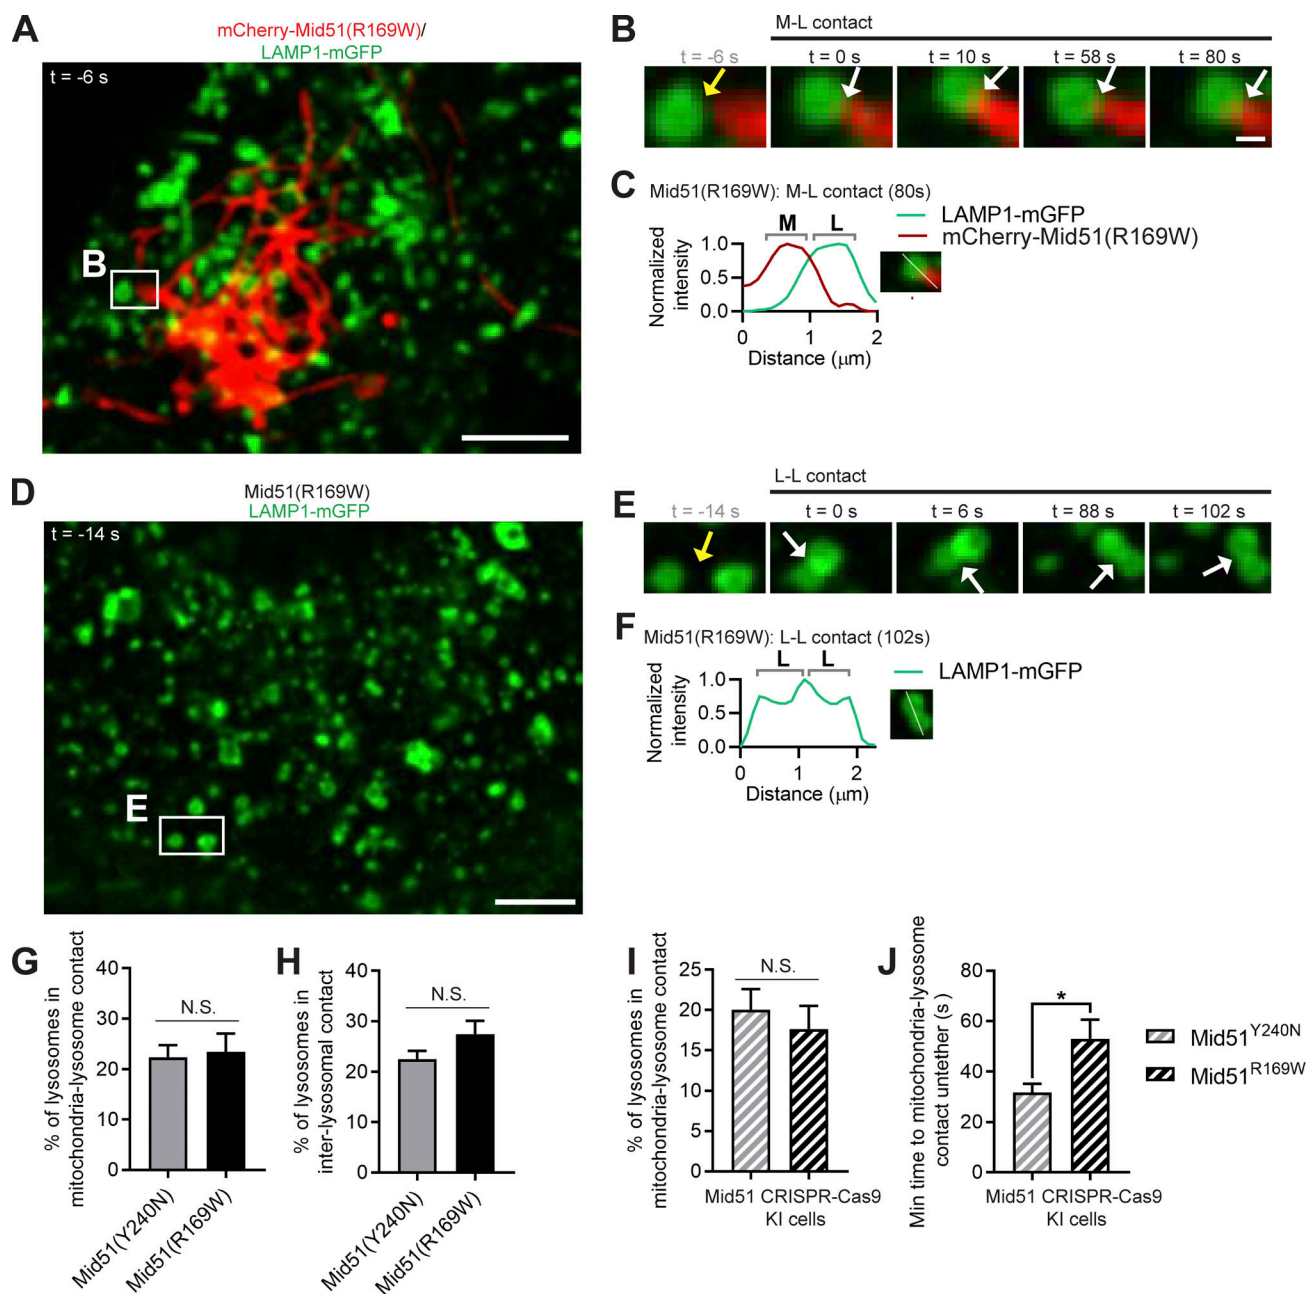 A
mCherry-Mid51(R169W)/
LAMP1-mGFP
t = -6 s
B
B
M-L contact
t = -6 s
t = 0 s
t = 10 s
t = 58 s
t = 80 s
C
Mid51(R169W): M-L contact (80s)
M
L
LAMP1-mGFP
mCherry-Mid51(R169W)
Normalized
intensity
1.0
0.5
0.0
0
1
2
Distance (μm)
D
Mid51(R169W)
LAMP1-mGFP
t = -14 s
E
E
L-L contact
t = -14 s
t = 0 s
t = 6 s
t = 88 s
t = 102 s
F
Mid51(R169W): L-L contact (102s)
L
L
LAMP1-mGFP
Normalized
intensity
1.0
0.5
0.0
0
1
2
Distance (μm)
G
% of lysosomes in
mitochondria-lysosome contact
40
30
20
10
0
N.S.
Mid51(Y240N)
Mid51(R169W)
H
% of lysosomes in
inter-lysosomal contact
40
30
20
10
0
N.S.
Mid51(Y240N)
Mid51(R169W)
I
% of lysosomes in
mitochondria-lysosome contact
25
20
15
10
5
0
N.S.
Mid51 CRISPR-Cas9
KI cells
J
Min time to mitochondria-lysosome
contact untether (s )
80
60
40
20
0
*
Mid51 CRISPR-Cas9
KI cells
Mid51Y240N
Mid51R169W